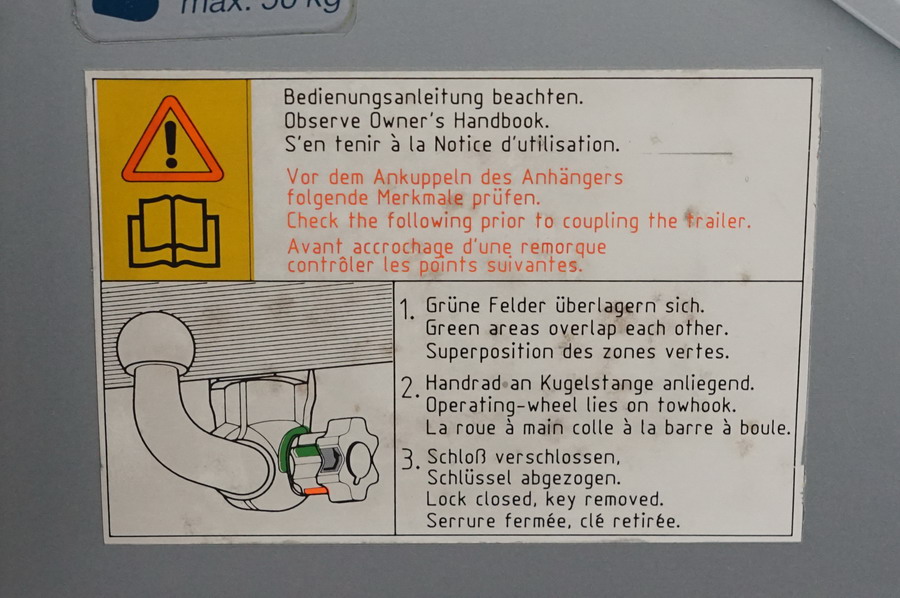 max. 50 kg
Bedienungsanleitung beachten.
Observe Owner's Handbook.
S'en tenir à la Notice d'utilisation.
Vor dem Ankuppeln des Anhängers
folgende Merkmale prüfen.
Check the following prior to coupling the trailer.
Avant accrochage d'une remorque
contrôler les points suivantes.
1. Grüne Felder überlagern sich.
Green areas overlap each other.
Superposition des zones vertes.
2. Handrad an Kugelstange anliegend.
Operating-wheel lies on towhook.
La roue à main colle à la barre à boule.
3. Schloß verschlossen,
Schlüssel abgezogen.
Lock closed, key removed.
Serrure fermée, clé retirée.